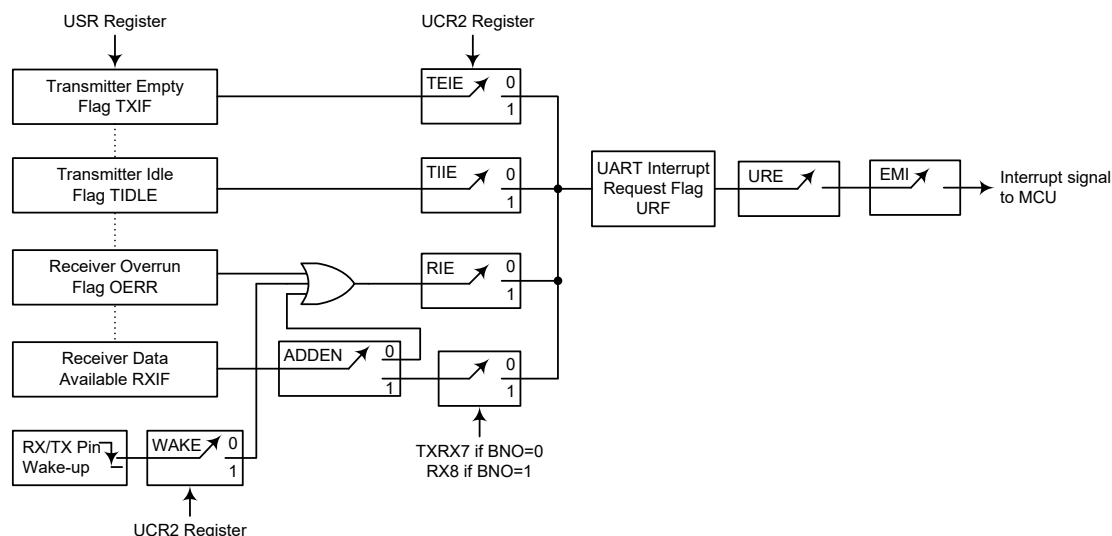 USR Register
UCR2 Register
Transmitter Empty
Flag TXIF
TEIE
0
1
Transmitter Idle
Flag TIDLE
TIIE
0
1
UART Interrupt
Request Flag
URF
URE
EMI
Interrupt signal
to MCU
Receiver Overrun
Flag OERR
RIE
0
1
Receiver Data
Available RXIF
ADDEN
0
1
0
1
RX/TX Pin
Wake-up
WAKE
0
1
TXRX7 if BNO=0
RX8 if BNO=1
UCR2 Register